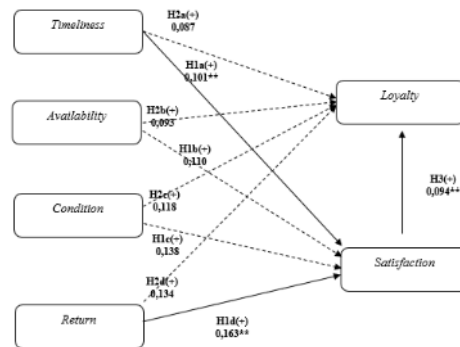 Timeliness
H2a(+)
0,087
H1a(+)
0,101**
Loyalty
Availability
H2b(+)
0,093
H1b(+)
0,110
H3(+)
0,094**
Condition
H2c(+)
0,118
H1c(+)
0,138
Satisfaction
H2d(+)
0,134
Return
H1d(+)
0,163**